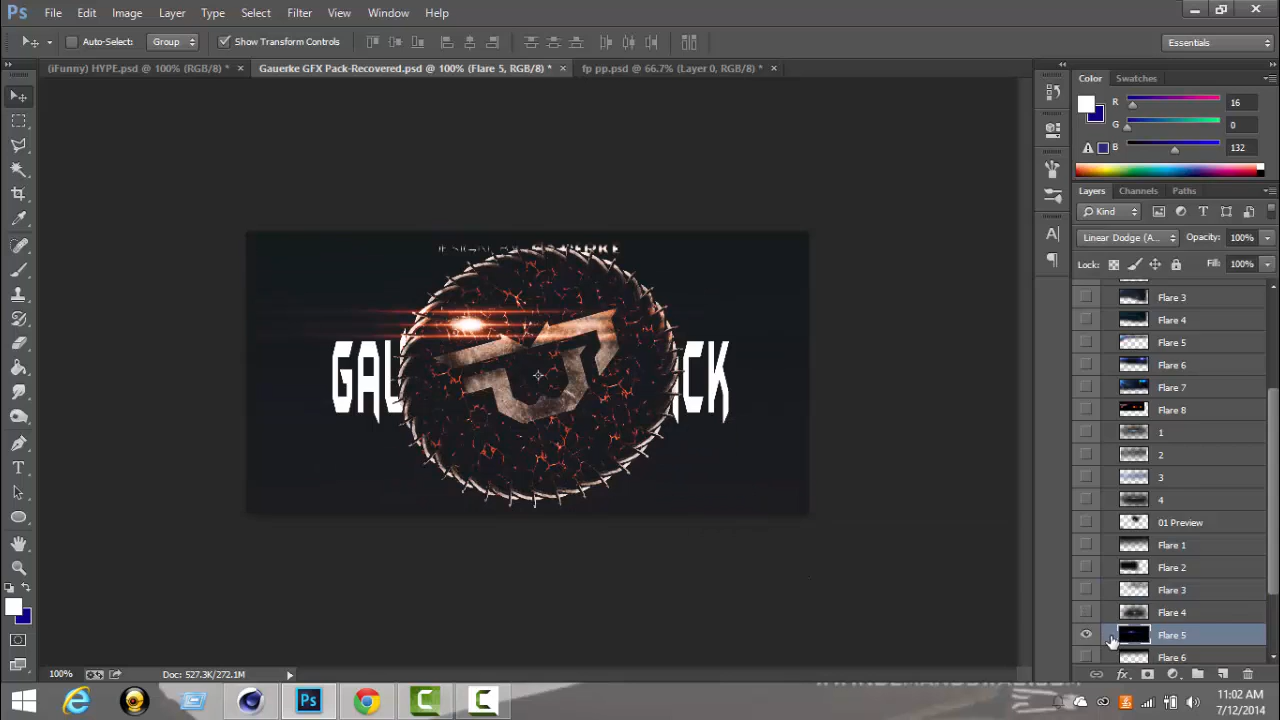 Ps File Edit Image Layer Type Select Filter View Window Help
Auto-Select: Group Show Transform Controls Essentials
(iFunny) HYPE.psd @ 100% (RGB/8) * Gauerke GFX Pack-Recovered.psd @ 100% (Flare 5, RGB/8) * fp pp.psd @ 66.7% (Layer 0, RGB/8) *
Color Swatches
R 16
G 0
B 132
Layers Channels Paths
Kind
Linear Dodge (A... Opacity: 100%
Lock: Fill: 100%
Flare 3
Flare 4
Flare 5
Flare 6
Flare 7
Flare 8
1
2
3
4
01 Preview
Flare 1
Flare 2
Flare 3
Flare 4
Flare 5
Flare 6
100% Doc: 527.3K/272.1M
11:02 AM
7/12/2014